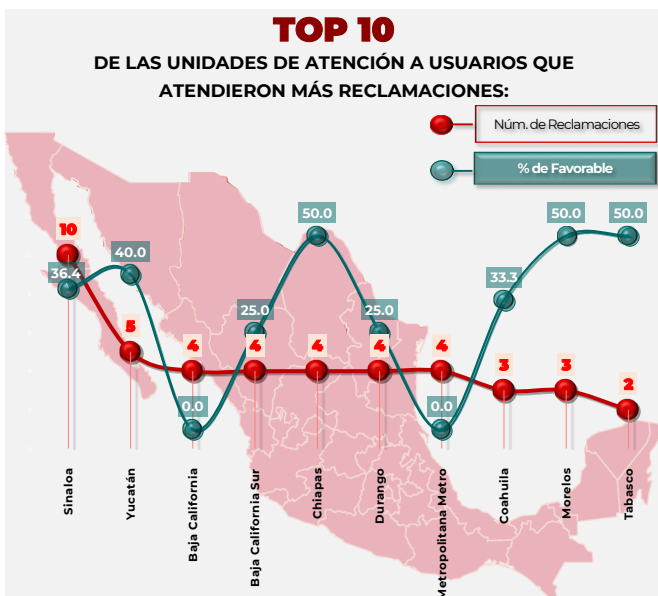 TOP 10
DE LAS UNIDADES DE ATENCIÓN A USUARIOS QUE
ATENDIERON MÁS RECLAMACIONES:
Núm. de Reclamaciones
% de Favorable
10
5
4
4
4
4
4
3
3
2
36.4
40.0
0.0
25.0
50.0
25.0
0.0
33.3
50.0
50.0
Sinaloa
Yucatán
Baja California
Baja California Sur
Chiapas
Durango
Metropolitana Metro
Coahuila
Morelos
Tabasco